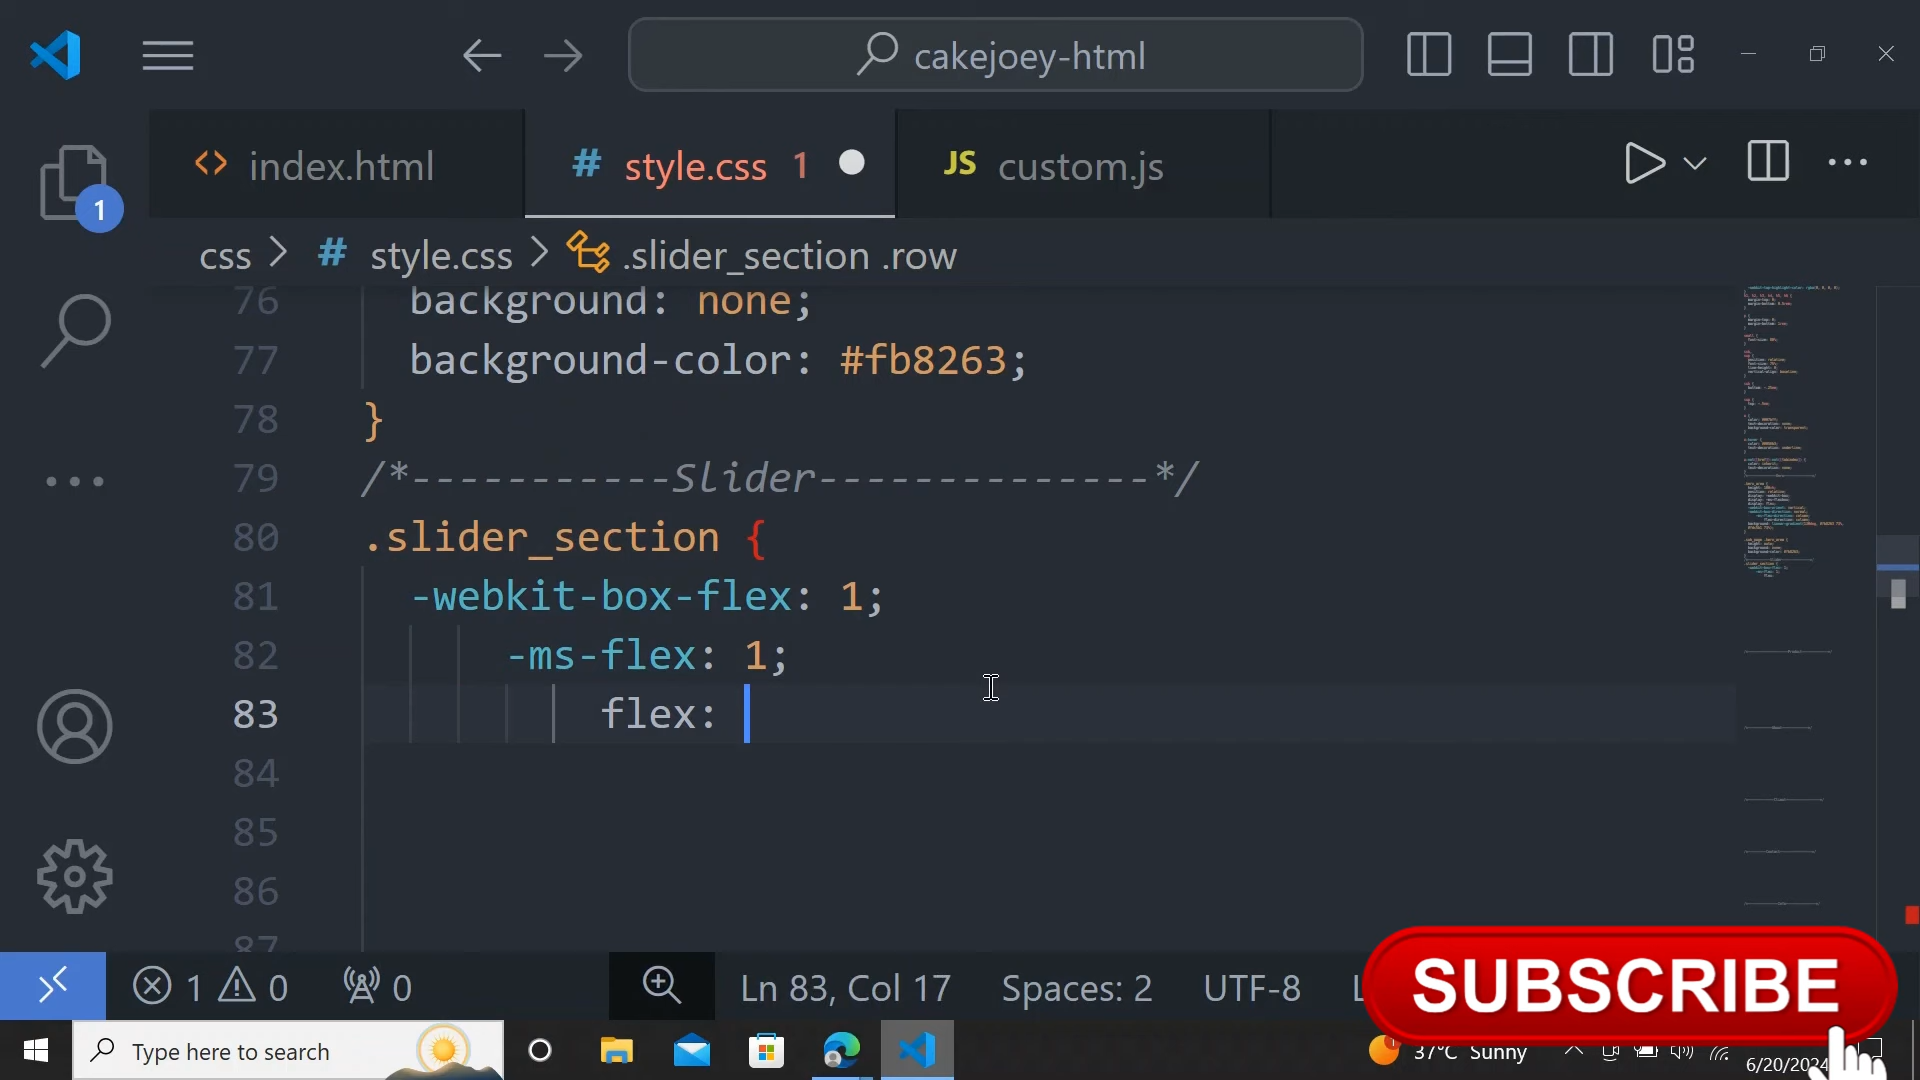 cakejoey-html
index.html
style.css 1
JS custom.js
css > # style.css > .slider_section .row
76 background: none;
77 background-color: #fb8263;
78 }
79 /*-----------Slider--------------*/
80 .slider_section {
81 -webkit-box-flex: 1;
82 -ms-flex: 1;
83 flex:
84
85
86
87
1
1 0 0
Ln 83, Col 17
Spaces: 2
UTF-8
SUBSCRIBE
Type here to search
37°C Sunny
6/20/2024